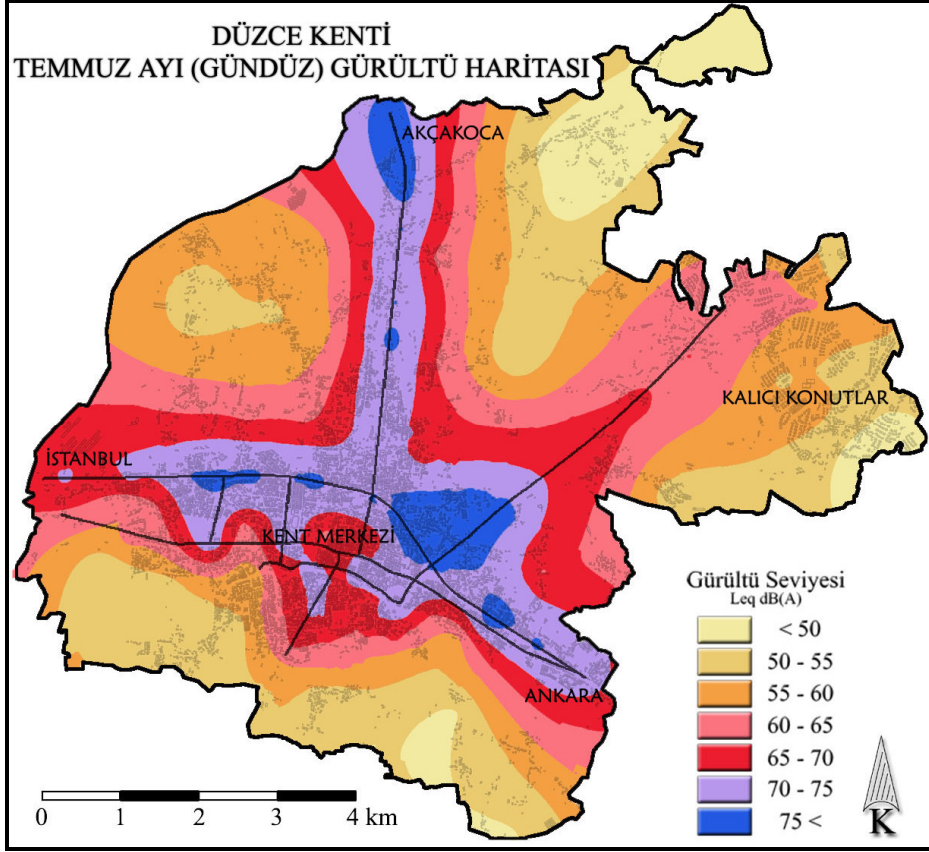 DÜZCE KENTİ
TEMMUZ AYI (GÜNDÜZ) GÜRÜLTÜ HARİTASI
AKÇAKOCA
KALICI KONUTLAR
İSTANBUL
KENT MERKEZİ
ANKARA
Gürültü Seviyesi
Leq dB(A)
< 50
50 - 55
55 - 60
60 - 65
65 - 70
70 - 75
75 <
0 1 2 3 4 km
K